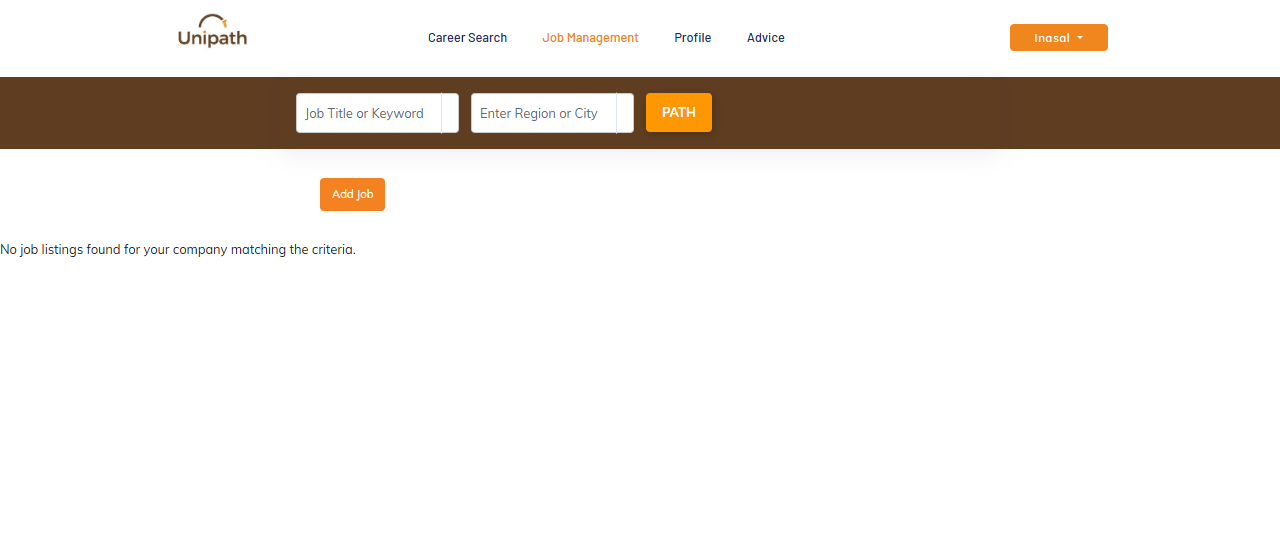 Unipath
Career Search Job Management Profile Advice Inasal
Job Title or Keyword Enter Region or City PATH
Add Job
No job listings found for your company matching the criteria.